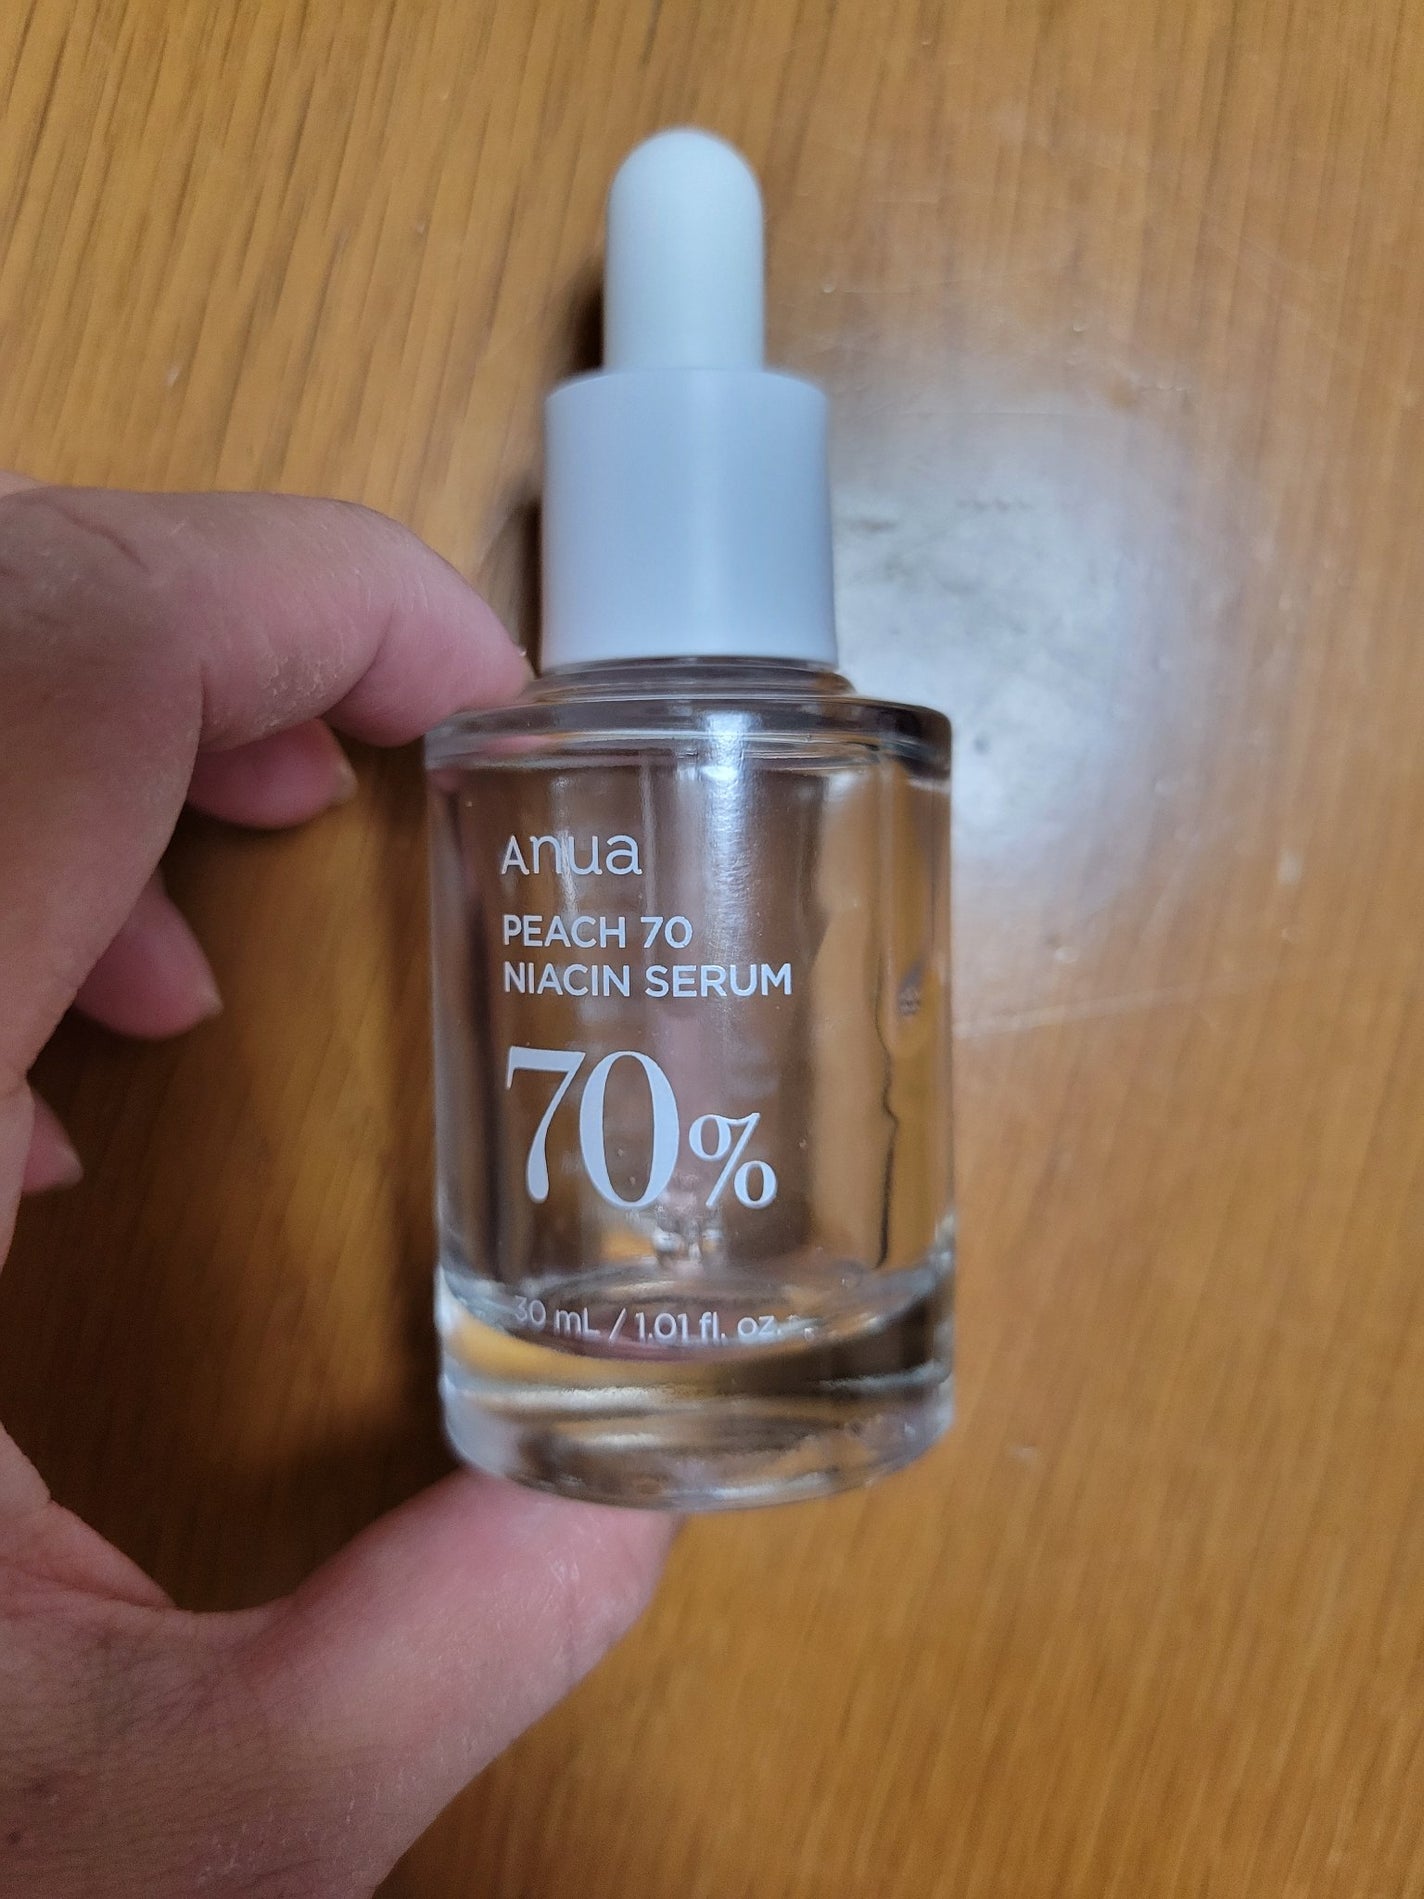 Anua
PEACH 70
NIACIN SERUM
70%
30 mL / 1.01 fl. oz.